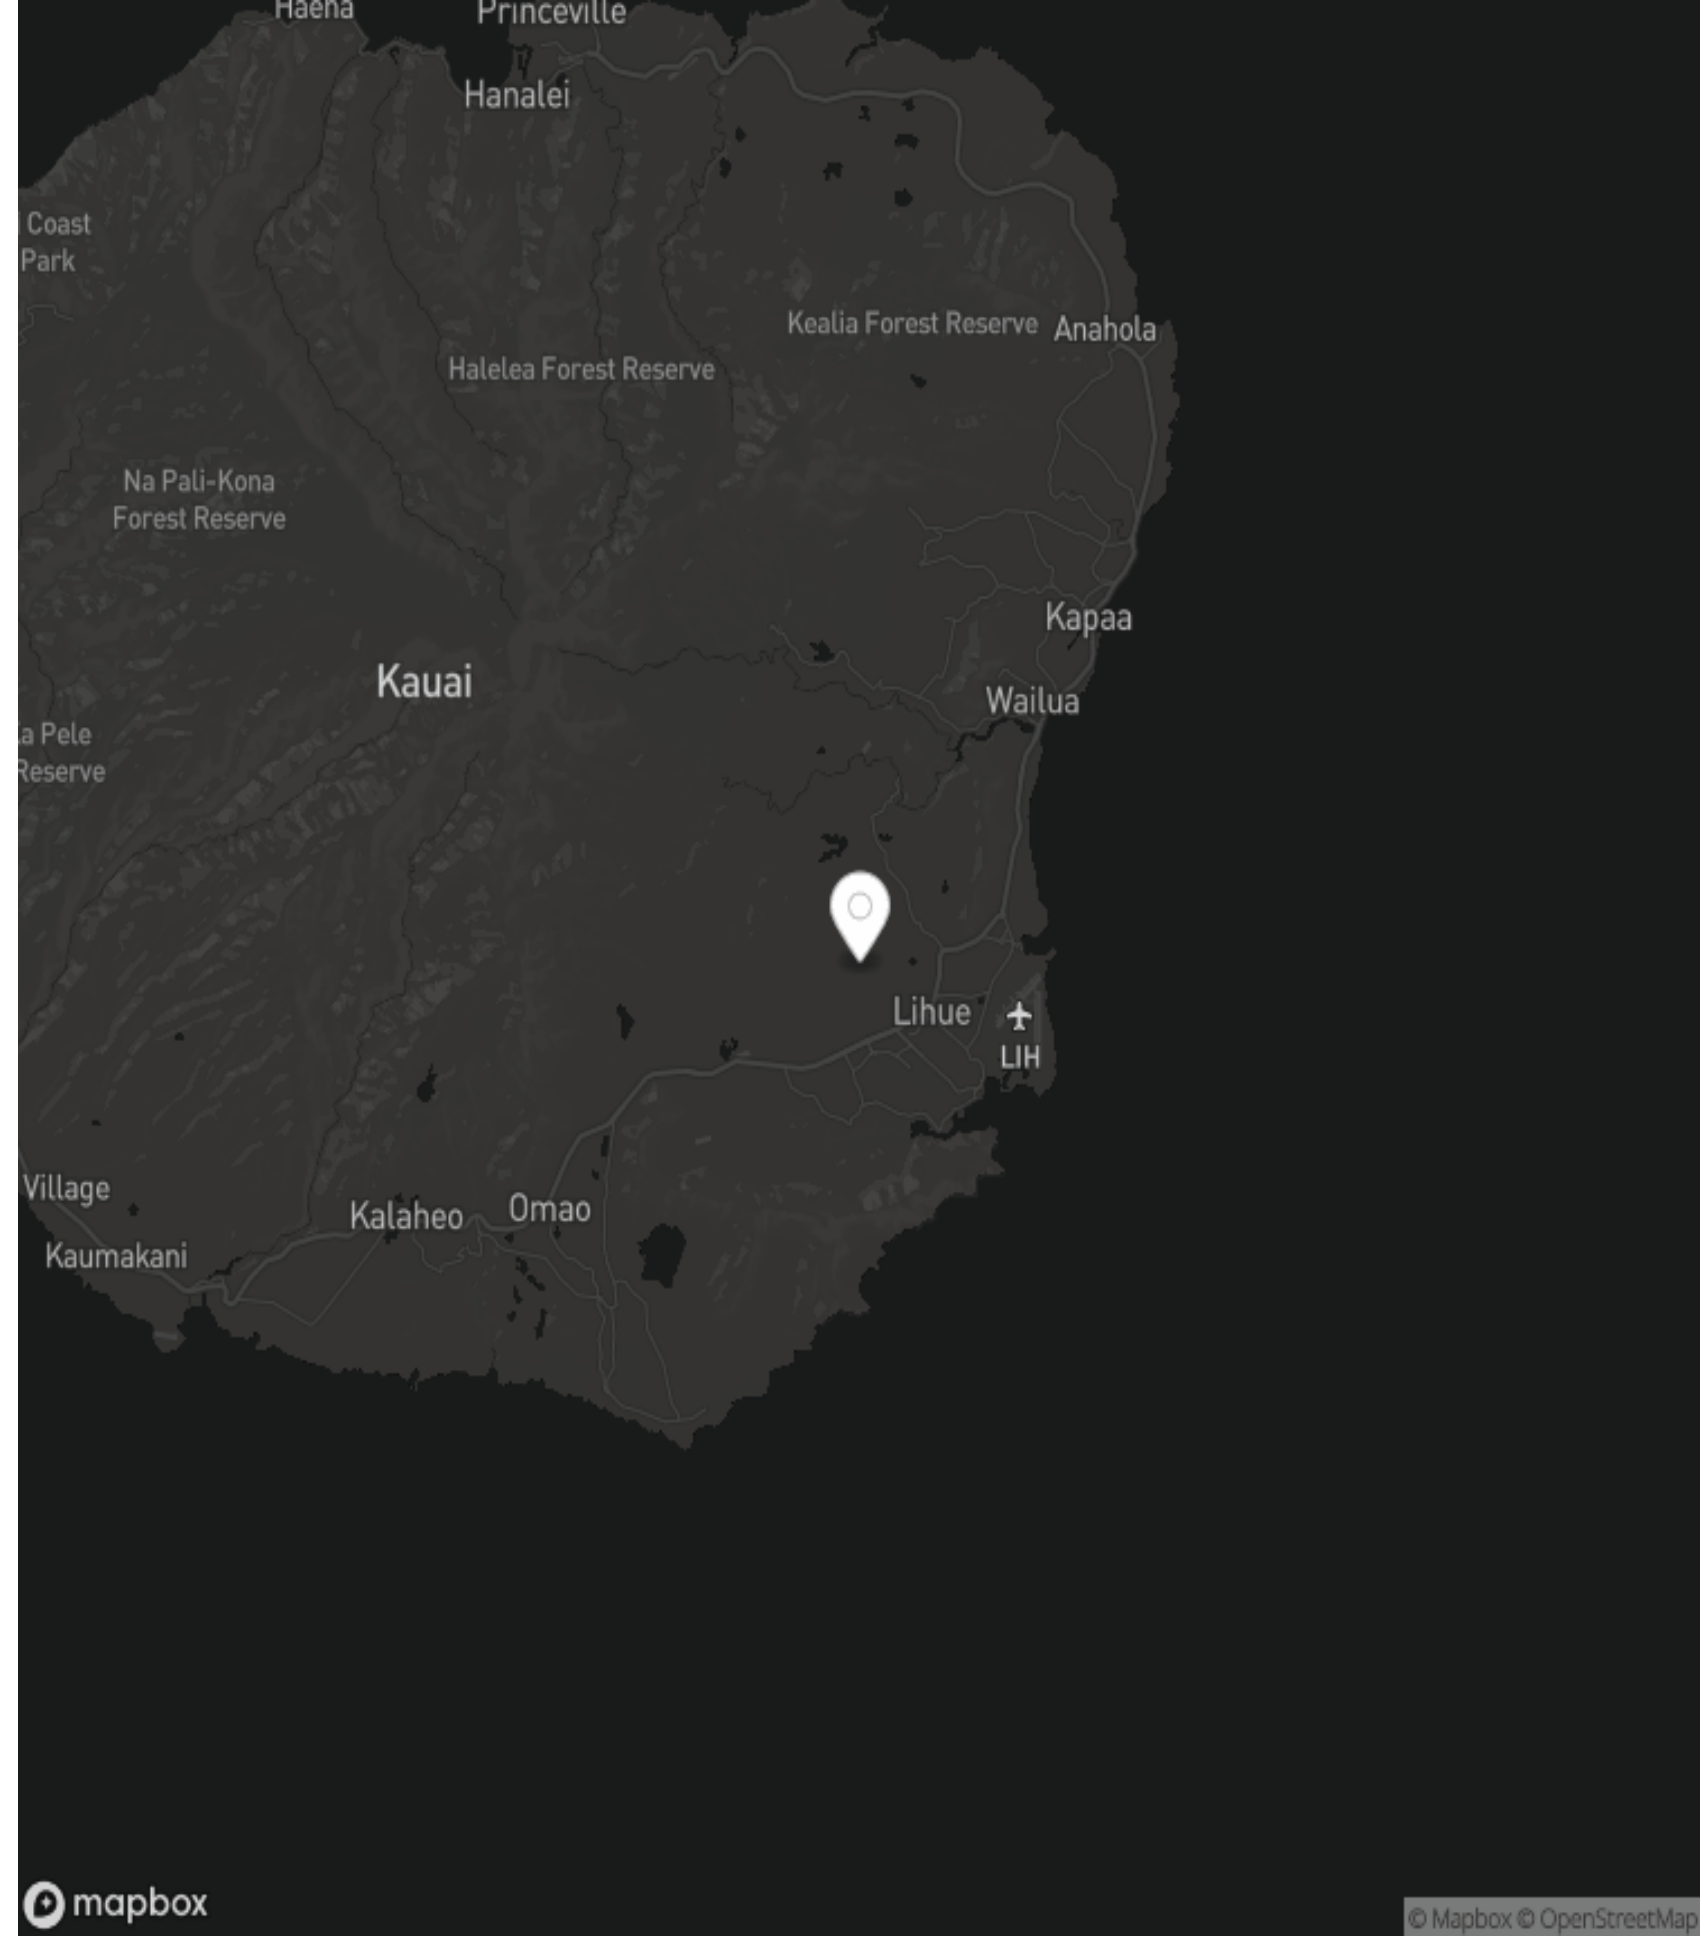 Haena
Princeville
Hanalei
Coast
Park
Kealia Forest Reserve
Anahola
Halelea Forest Reserve
Na Pali-Kona
Forest Reserve
Kapaa
Kauai
Wailua
a Pele
Reserve
Lihue
LIH
Village
Kalaheo
Omao
Kaumakani
mapbox
© Mapbox © OpenStreetMap